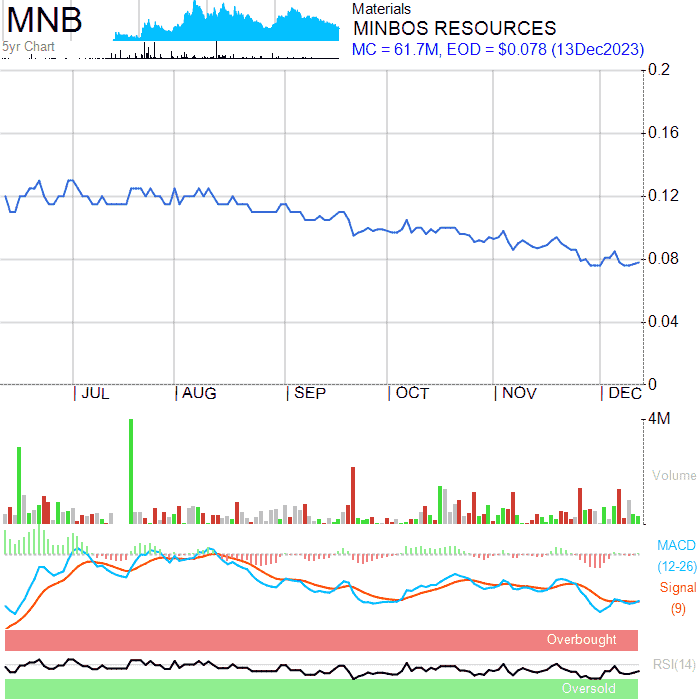 MNB
5yr Chart
Materials
MINBOS RESOURCES
MC = 61.7M, EOD = $0.078 (13Dec2023)
0.2
0.16
0.12
0.08
0.04
0
| JUL | AUG | SEP | OCT | NOV | DEC
4M
Volume
MACD
(12-26)
Signal
(9)
Overbought
RSI(14)
Oversold